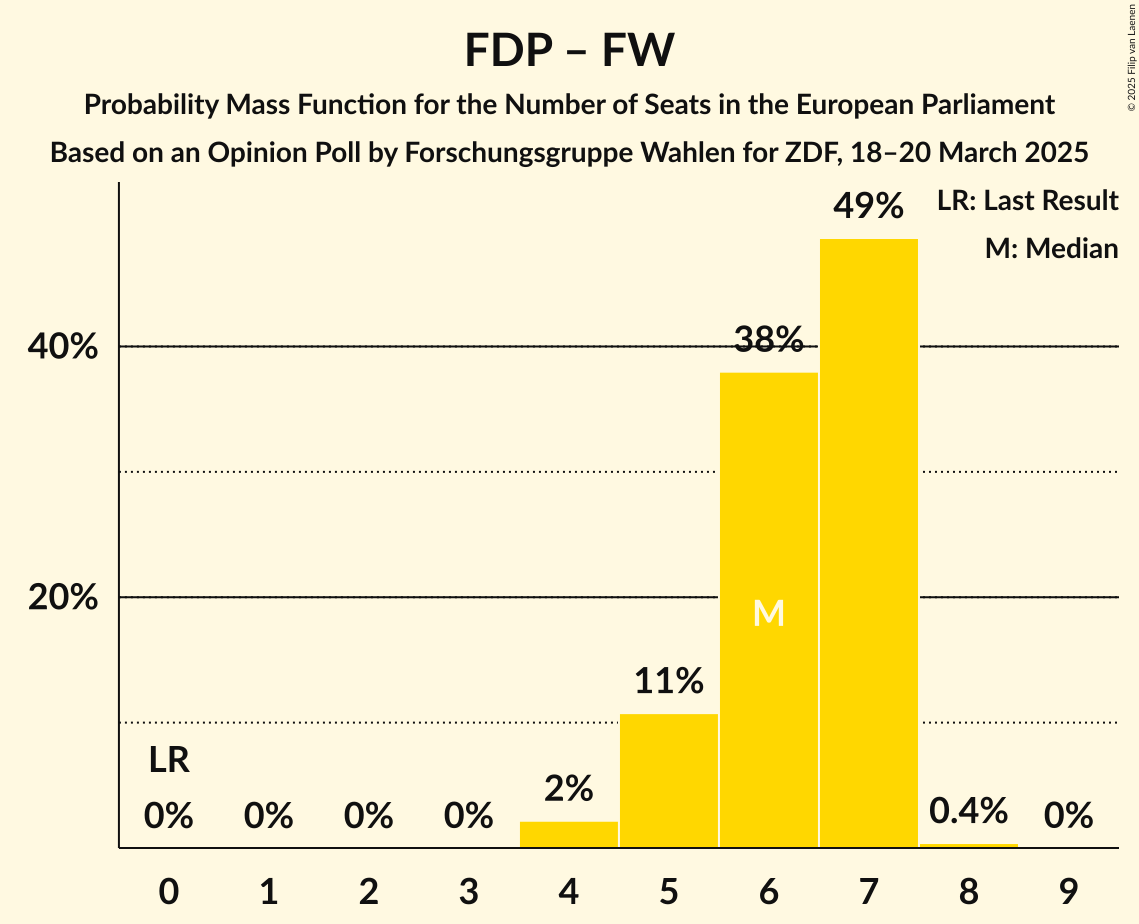 FDP – FW
Probability Mass Function for the Number of Seats in the European Parliament
Based on an Opinion Poll by Forschungsgruppe Wahlen for ZDF, 18–20 March 2025
© 2025 Filip van Laenen
LR: Last Result
M: Median
49%
38%
40%
20%
M
11%
LR
2%
0% 0% 0% 0% 0.4% 0%
0 1 2 3 4 5 6 7 8 9